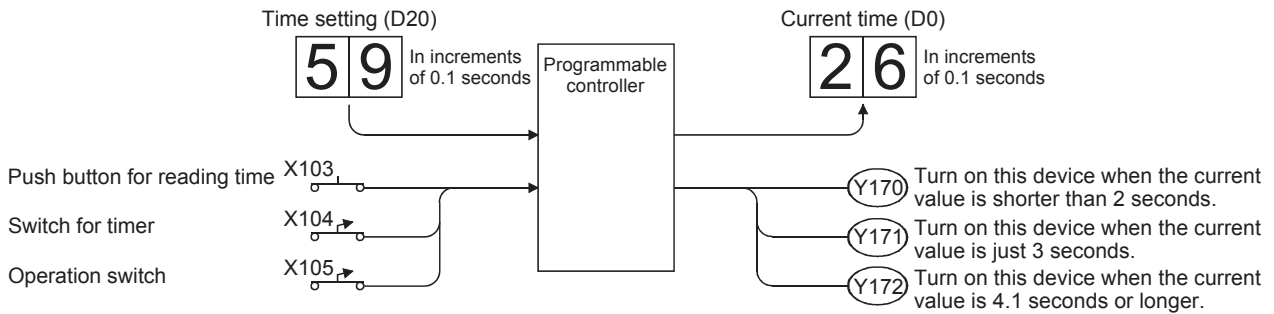 Time setting (D20)
Current time (D0)
5 9
In increments
of 0.1 seconds
Programmable
controller
2 6
In increments
of 0.1 seconds
Push button for reading time
X103
Switch for timer
X104
Operation switch
X105
Y170
Turn on this device when the current
value is shorter than 2 seconds.
Y171
Turn on this device when the current
value is just 3 seconds.
Y172
Turn on this device when the current
value is 4.1 seconds or longer.